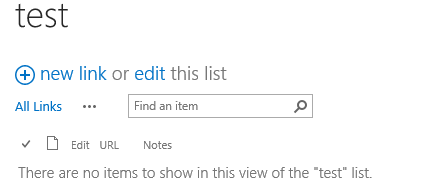 test
new link or edit this list
All Links ••• Find an item
Edit URL Notes
There are no items to show in this view of the "test" list.